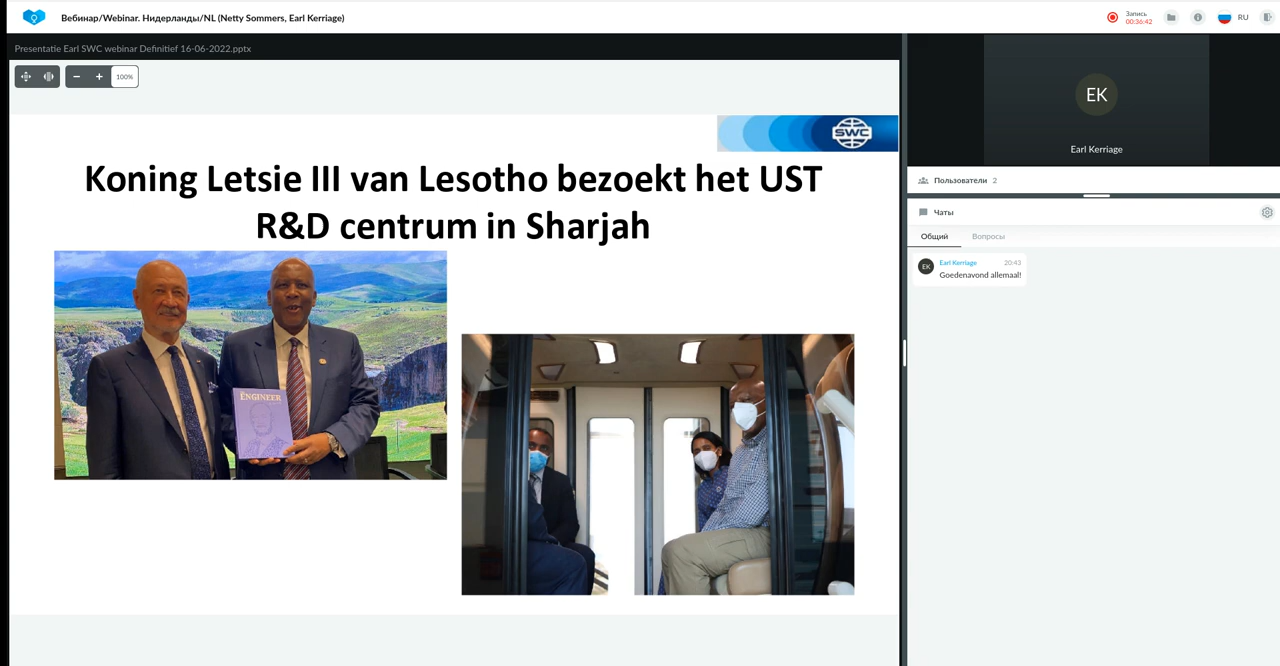 Вебинар/Webinar. Нидерланды/NL (Netty Sommers, Earl Kerriage)
Запись
00:36:42
RU
Presentatie Earl SWC webinar Definitief 16-06-2022.pptx
100%
SWC
Koning Letsie III van Lesotho bezoekt het UST
R&D centrum in Sharjah
ENGINEER
EK
Earl Kerriage
Пользователи 2
Чаты
Общий Вопросы
EK
Earl Kerriage 20:43
Goedenavond allemaal!